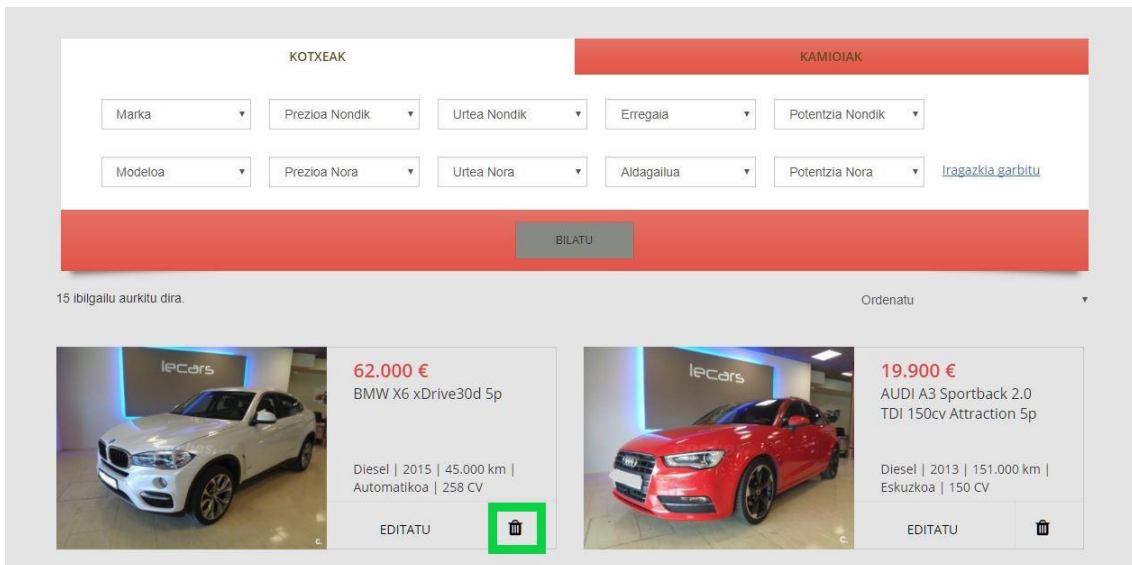 KOTXEAK
KAMIOIAK
Marka
Prezioa Nondik
Urtea Nondik
Erregaia
Potentzia Nondik
Modeloa
Prezioa Nora
Urtea Nora
Aldagailua
Potentzia Nora
Iragazkia garbitu
BILATU
15 ibilgailu aurkitu dira.
Ordenatu
lecars
62.000 €
BMW X6 xDrive30d 5p
Diesel | 2015 | 45.000 km |
Automatikoa | 258 CV
EDITATU
c.
lecars
19.900 €
AUDI A3 Sportback 2.0
TDI 150cv Attraction 5p
Diesel | 2013 | 151.000 km |
Eskuzkoa | 150 CV
EDITATU
c.